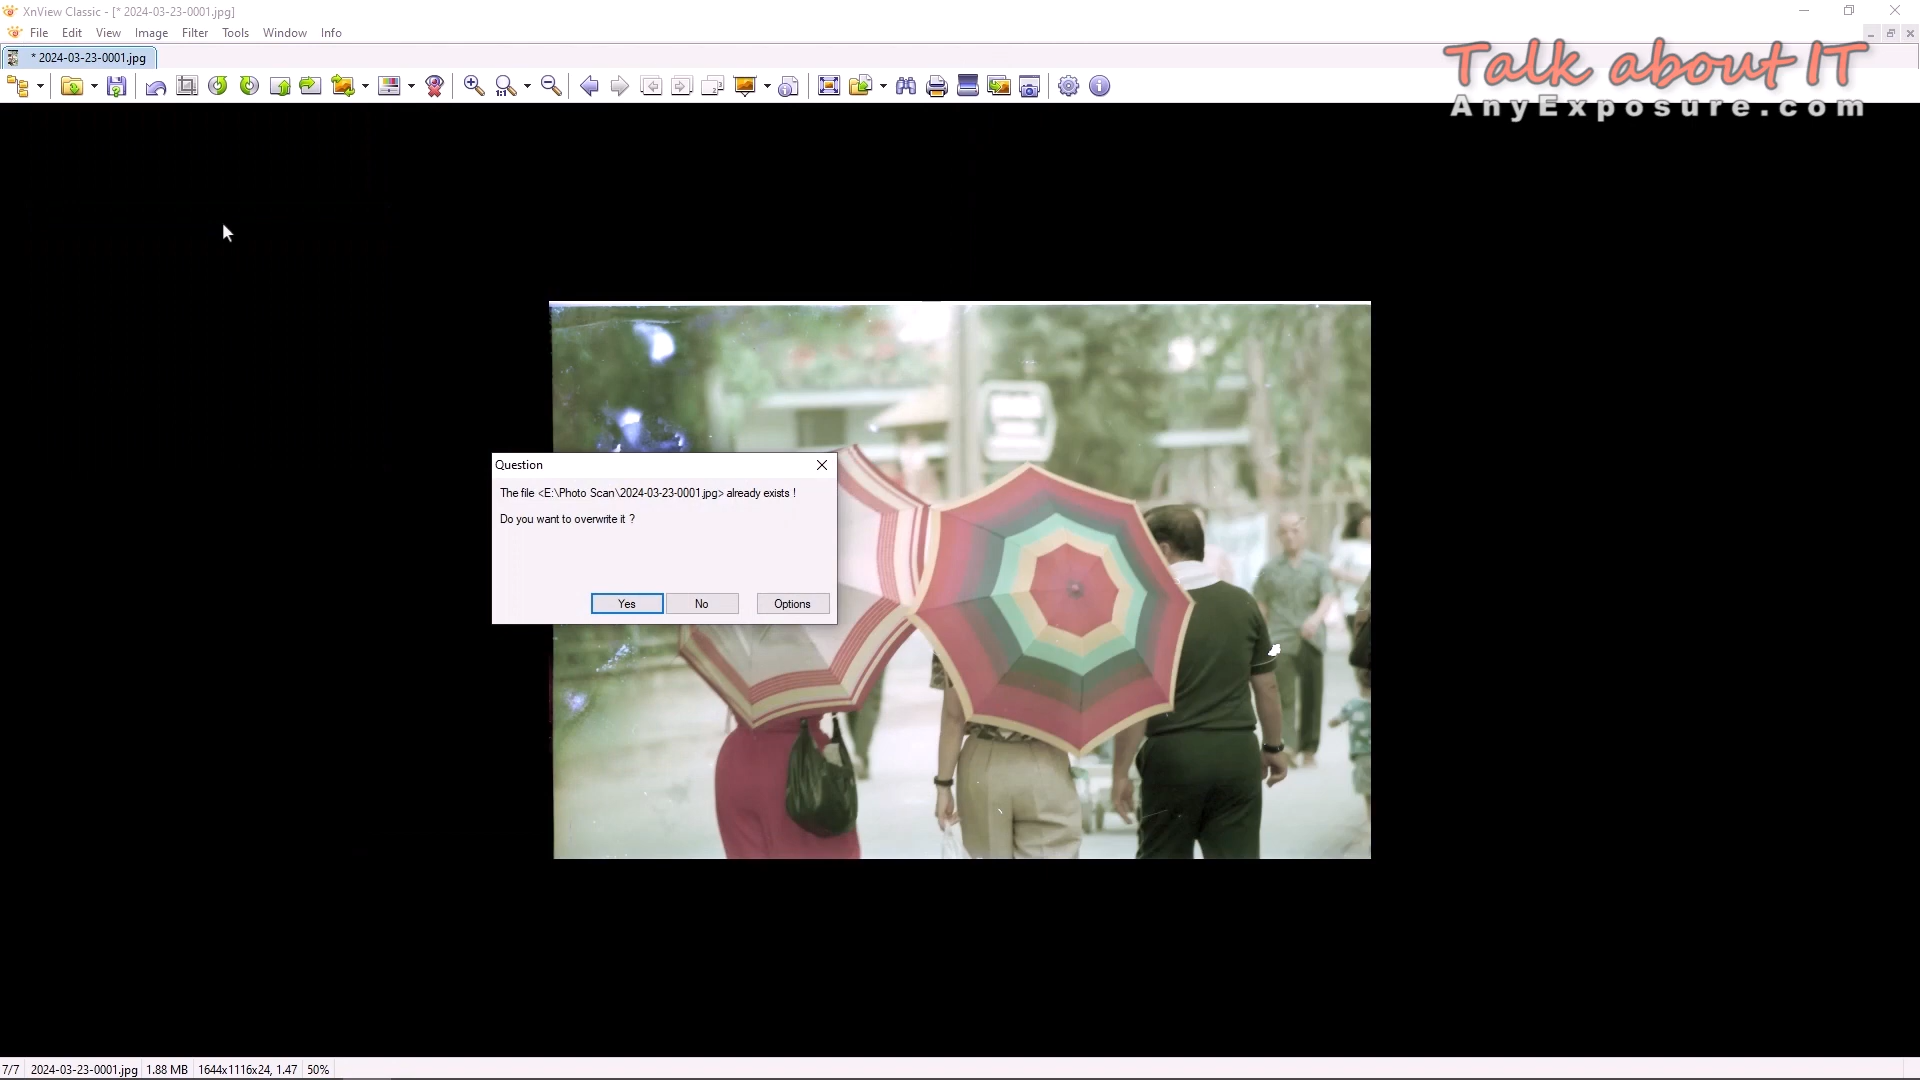 XnView Classic - [* 2024-03-23-0001.jpg]
File Edit View Image Filter Tools Window Info
* 2024-03-23-0001.jpg
1:1
Talk about IT
AnyExposure.com
Question
The file <E:\Photo Scan\2024-03-23-0001.jpg> already exists !
Do you want to overwrite it ?
Yes No Options
7/7 2024-03-23-0001.jpg 1.88 MB 1644x1116x24, 1.47 50%